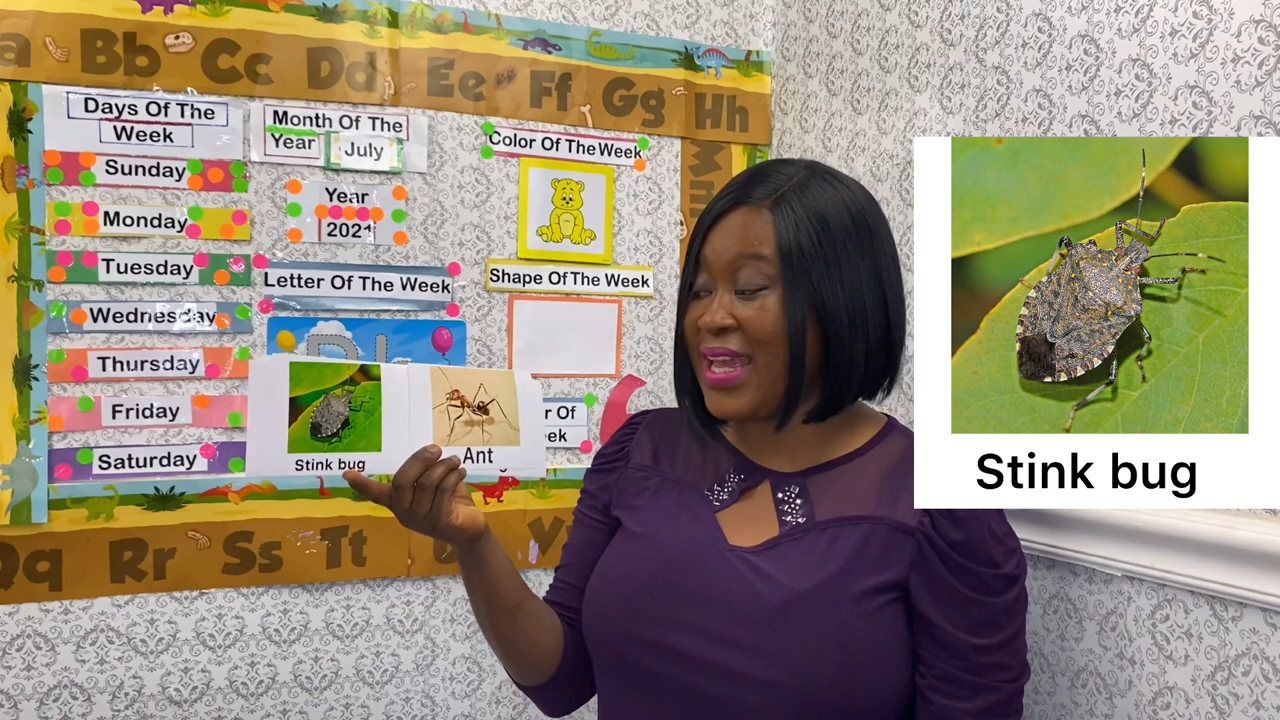 a Bb Cc Dd Ee Ff Gg Hh
Days Of The
Week
Sunday
Monday
Tuesday
Wednesday
Thursday
Friday
Saturday
Month Of The
Year
July
Year
2021
Letter Of The Week
Color Of The Week
Shape Of The Week
r Of
ek
Stink bug
Ant
Qq Rr Ss Tt
Stink bug